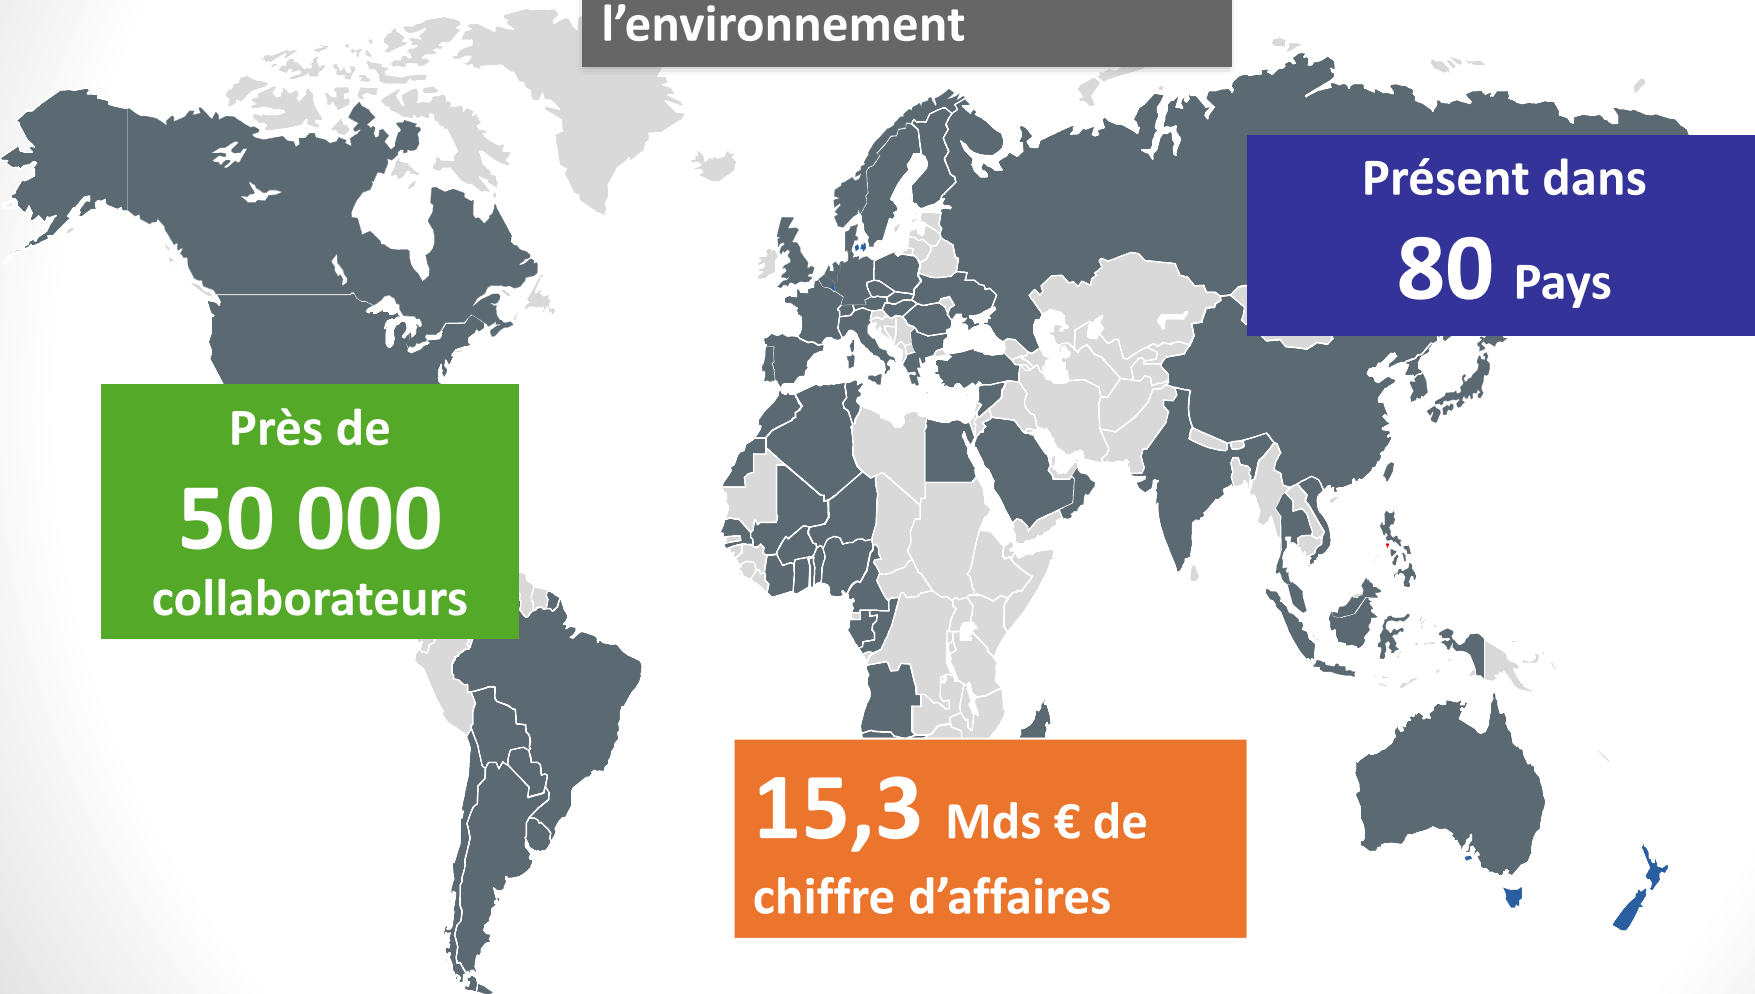 l’environnement
Présent dans
80 Pays
Près de
50 000
collaborateurs
15,3 Mds € de
chiffre d’affaires